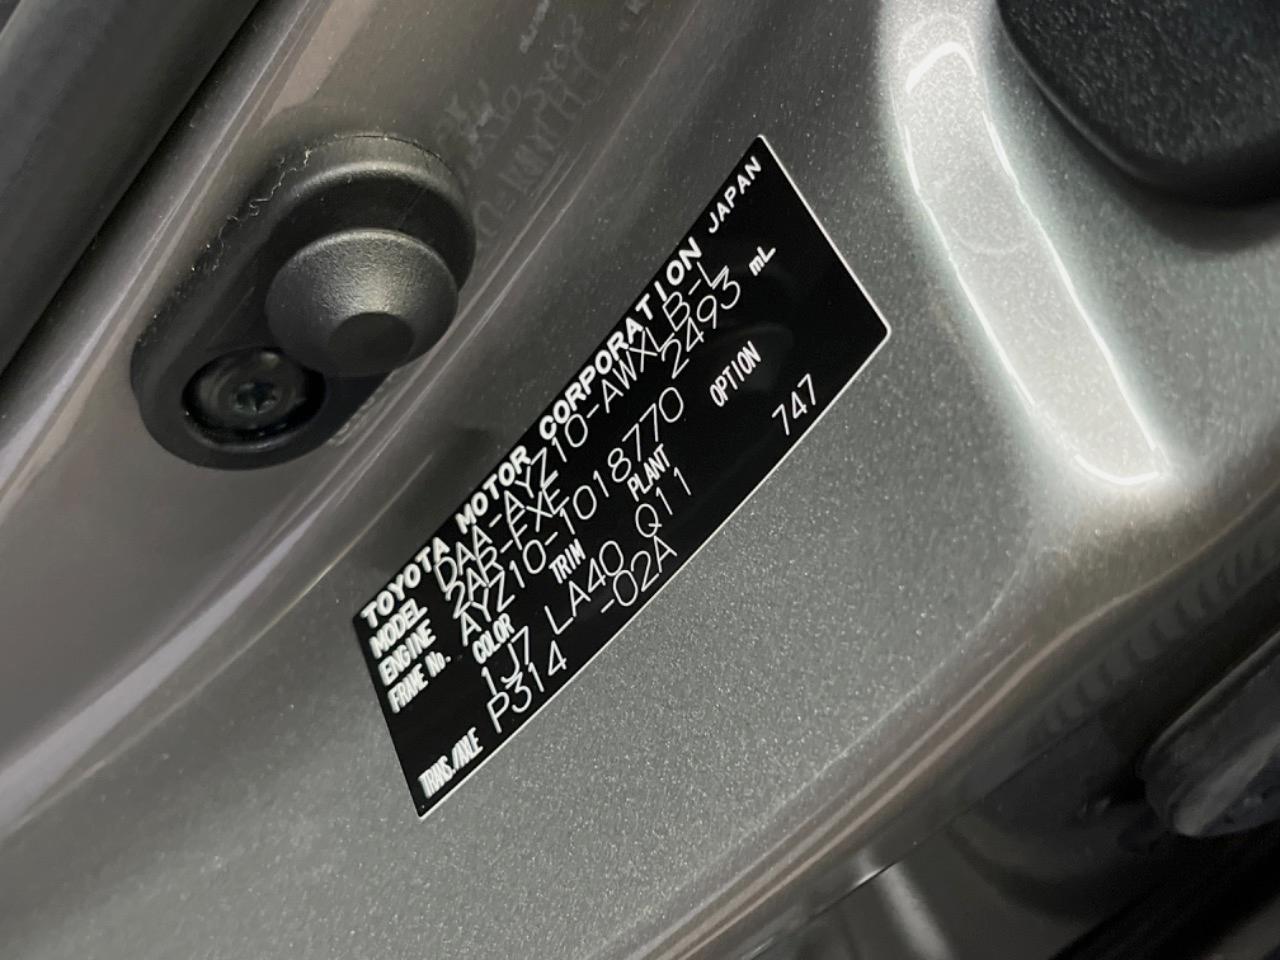 TOYOTA MOTOR CORPORATION JAPAN
MODEL DAA-AYZ10-AWXLB-L
ENGINE 2AR-FXE 2493 mL
FRAME No. AYZ10-1018770
COLOR TRIM PLANT OPTION
1J7 LA40 Q11 747
TRANS./AXLE P314 -02A